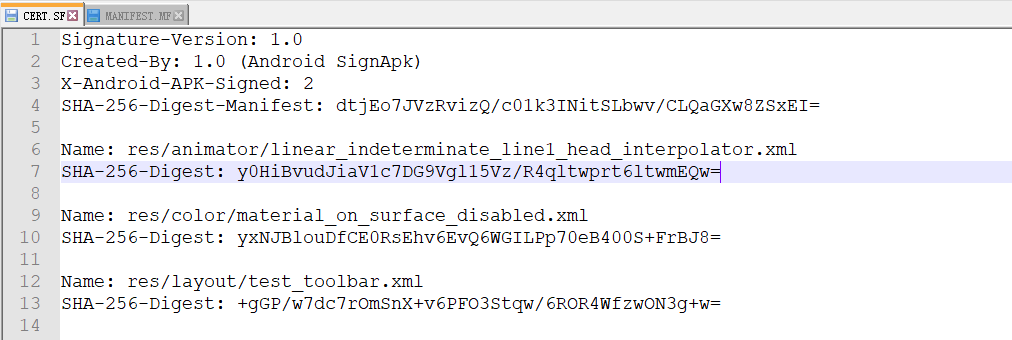 CERT.SF MANIFEST.MF
1 Signature-Version: 1.0
2 Created-By: 1.0 (Android SignApk)
3 X-Android-APK-Signed: 2
4 SHA-256-Digest-Manifest: dtjEo7JVzRvizQ/c01k3INitSLbwv/CLQaGXw8ZSxEI=
5
6 Name: res/animator/linear_indeterminate_line1_head_interpolator.xml
7 SHA-256-Digest: y0HiBvudJiaV1c7DG9Vgl15Vz/R4qltwprt6ltwmEQw=
8
9 Name: res/color/material_on_surface_disabled.xml
10 SHA-256-Digest: yxNJBlouDfCE0RsEhv6EvQ6WGILPp70eB400S+FrBJ8=
11
12 Name: res/layout/test_toolbar.xml
13 SHA-256-Digest: +gGP/w7dc7rOmSnX+v6PFO3Stqw/6ROR4WfzwON3g+w=
14